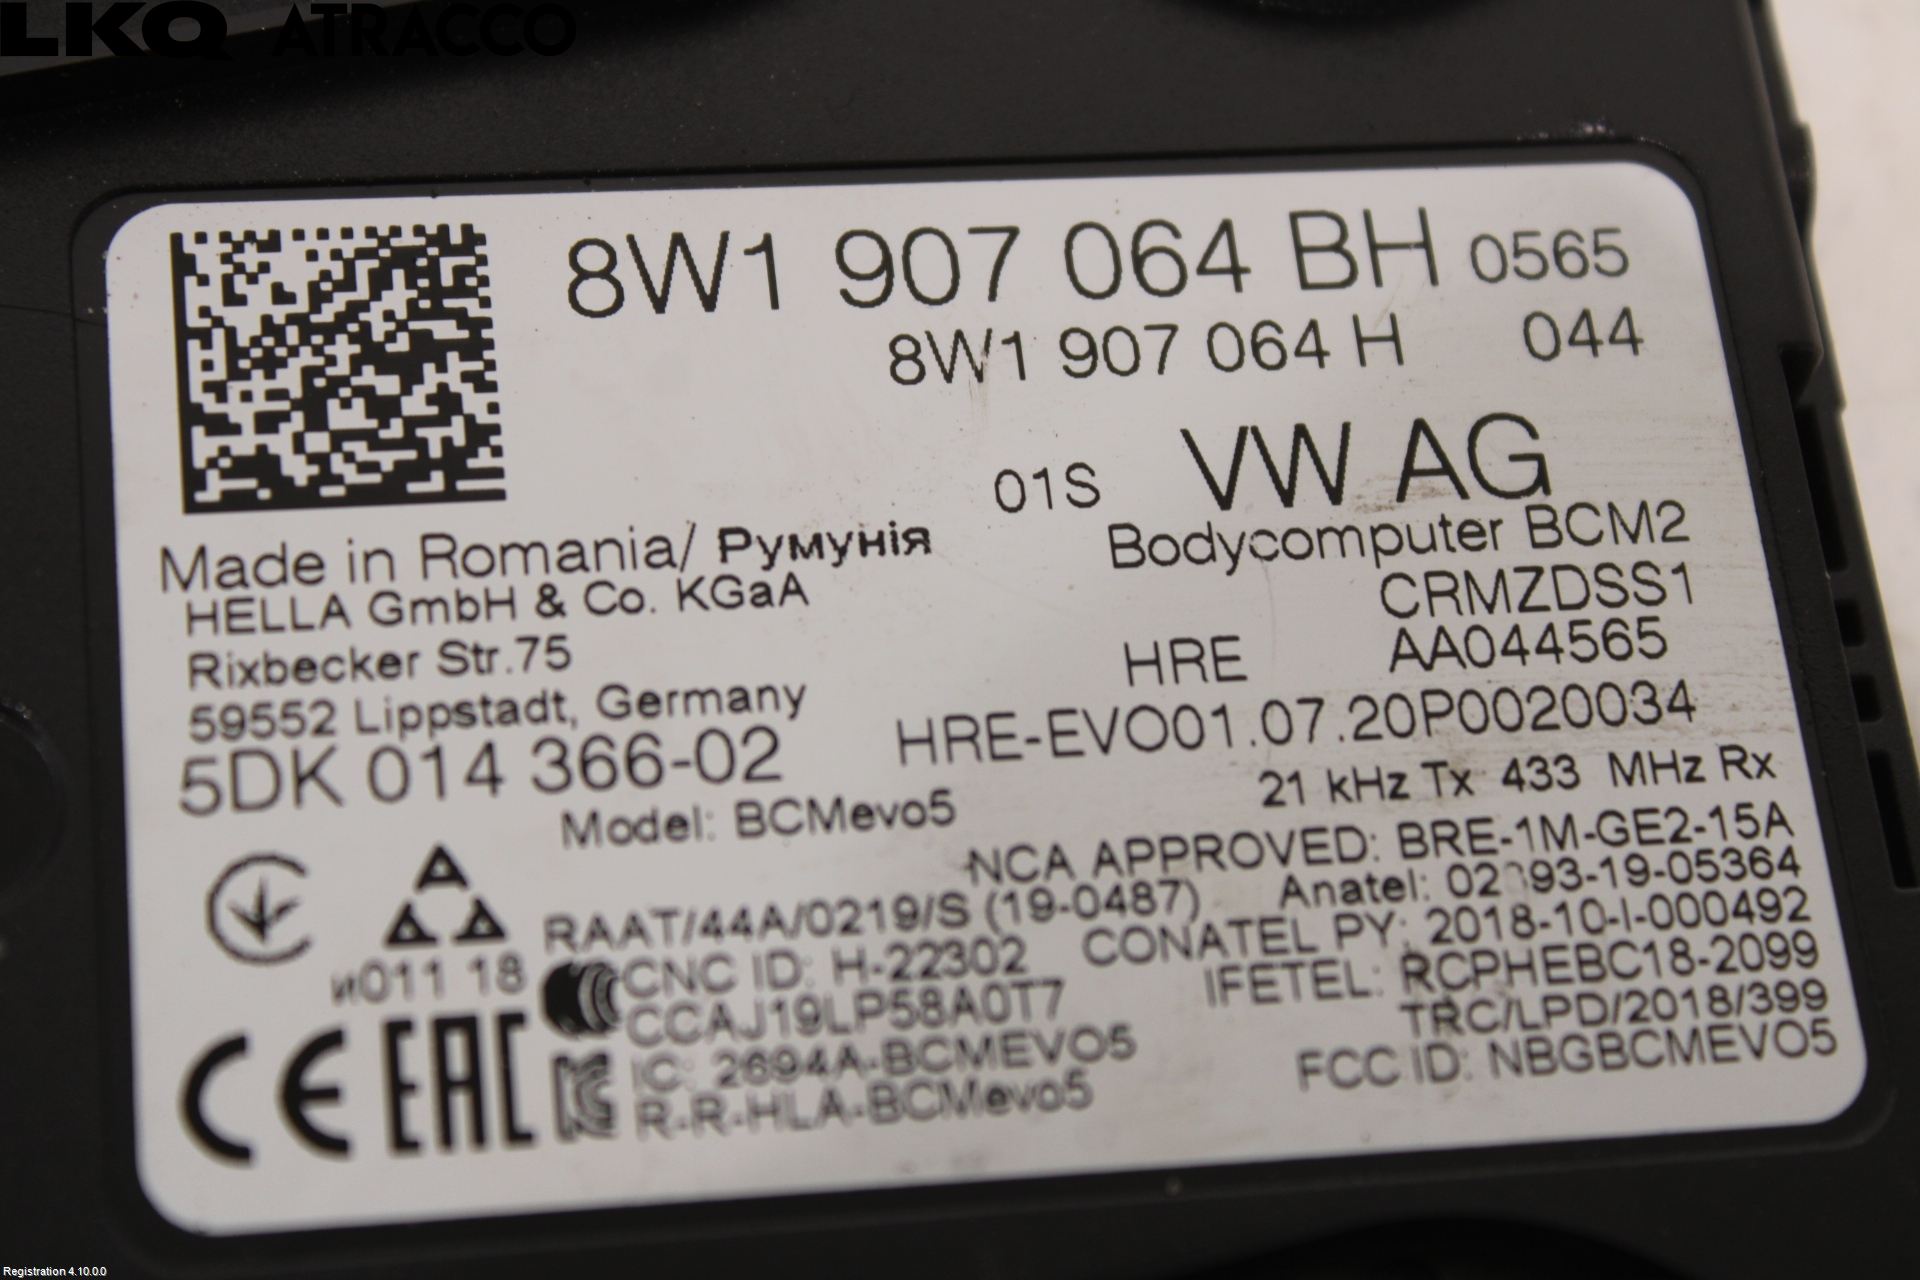 LKQ ATRACCO
8W1 907 064 BH 0565
8W1 907 064 H 044
01S VW AG
Made in Romania/ Румунія
Bodycomputer BCM2
HELLA GmbH & Co. KGaA
CRMZDSS1
Rixbecker Str.75
HRE AA044565
59552 Lippstadt, Germany
HRE-EVO01.07.20P0020034
5DK 014 366-02
21 kHz Tx 433 MHz Rx
Model: BCMevo5
NCA APPROVED: BRE-1M-GE2-15A
RAAT/44A/0219/S (19-0487)
Anatel:
CNC ID: H-22302
CONATEL PY: 2018-10-I-000492
и011 18
CCAJ19LP58A0T7
IFETEL: RCPHEBC18-2099
TRC/LPD/2018/399
CE EAC
IC: 2694A-BCMEVO5
FCC ID: NBGBCMEVO5
R-R-HLA-BCMevo5
Registration 4.10.0.0